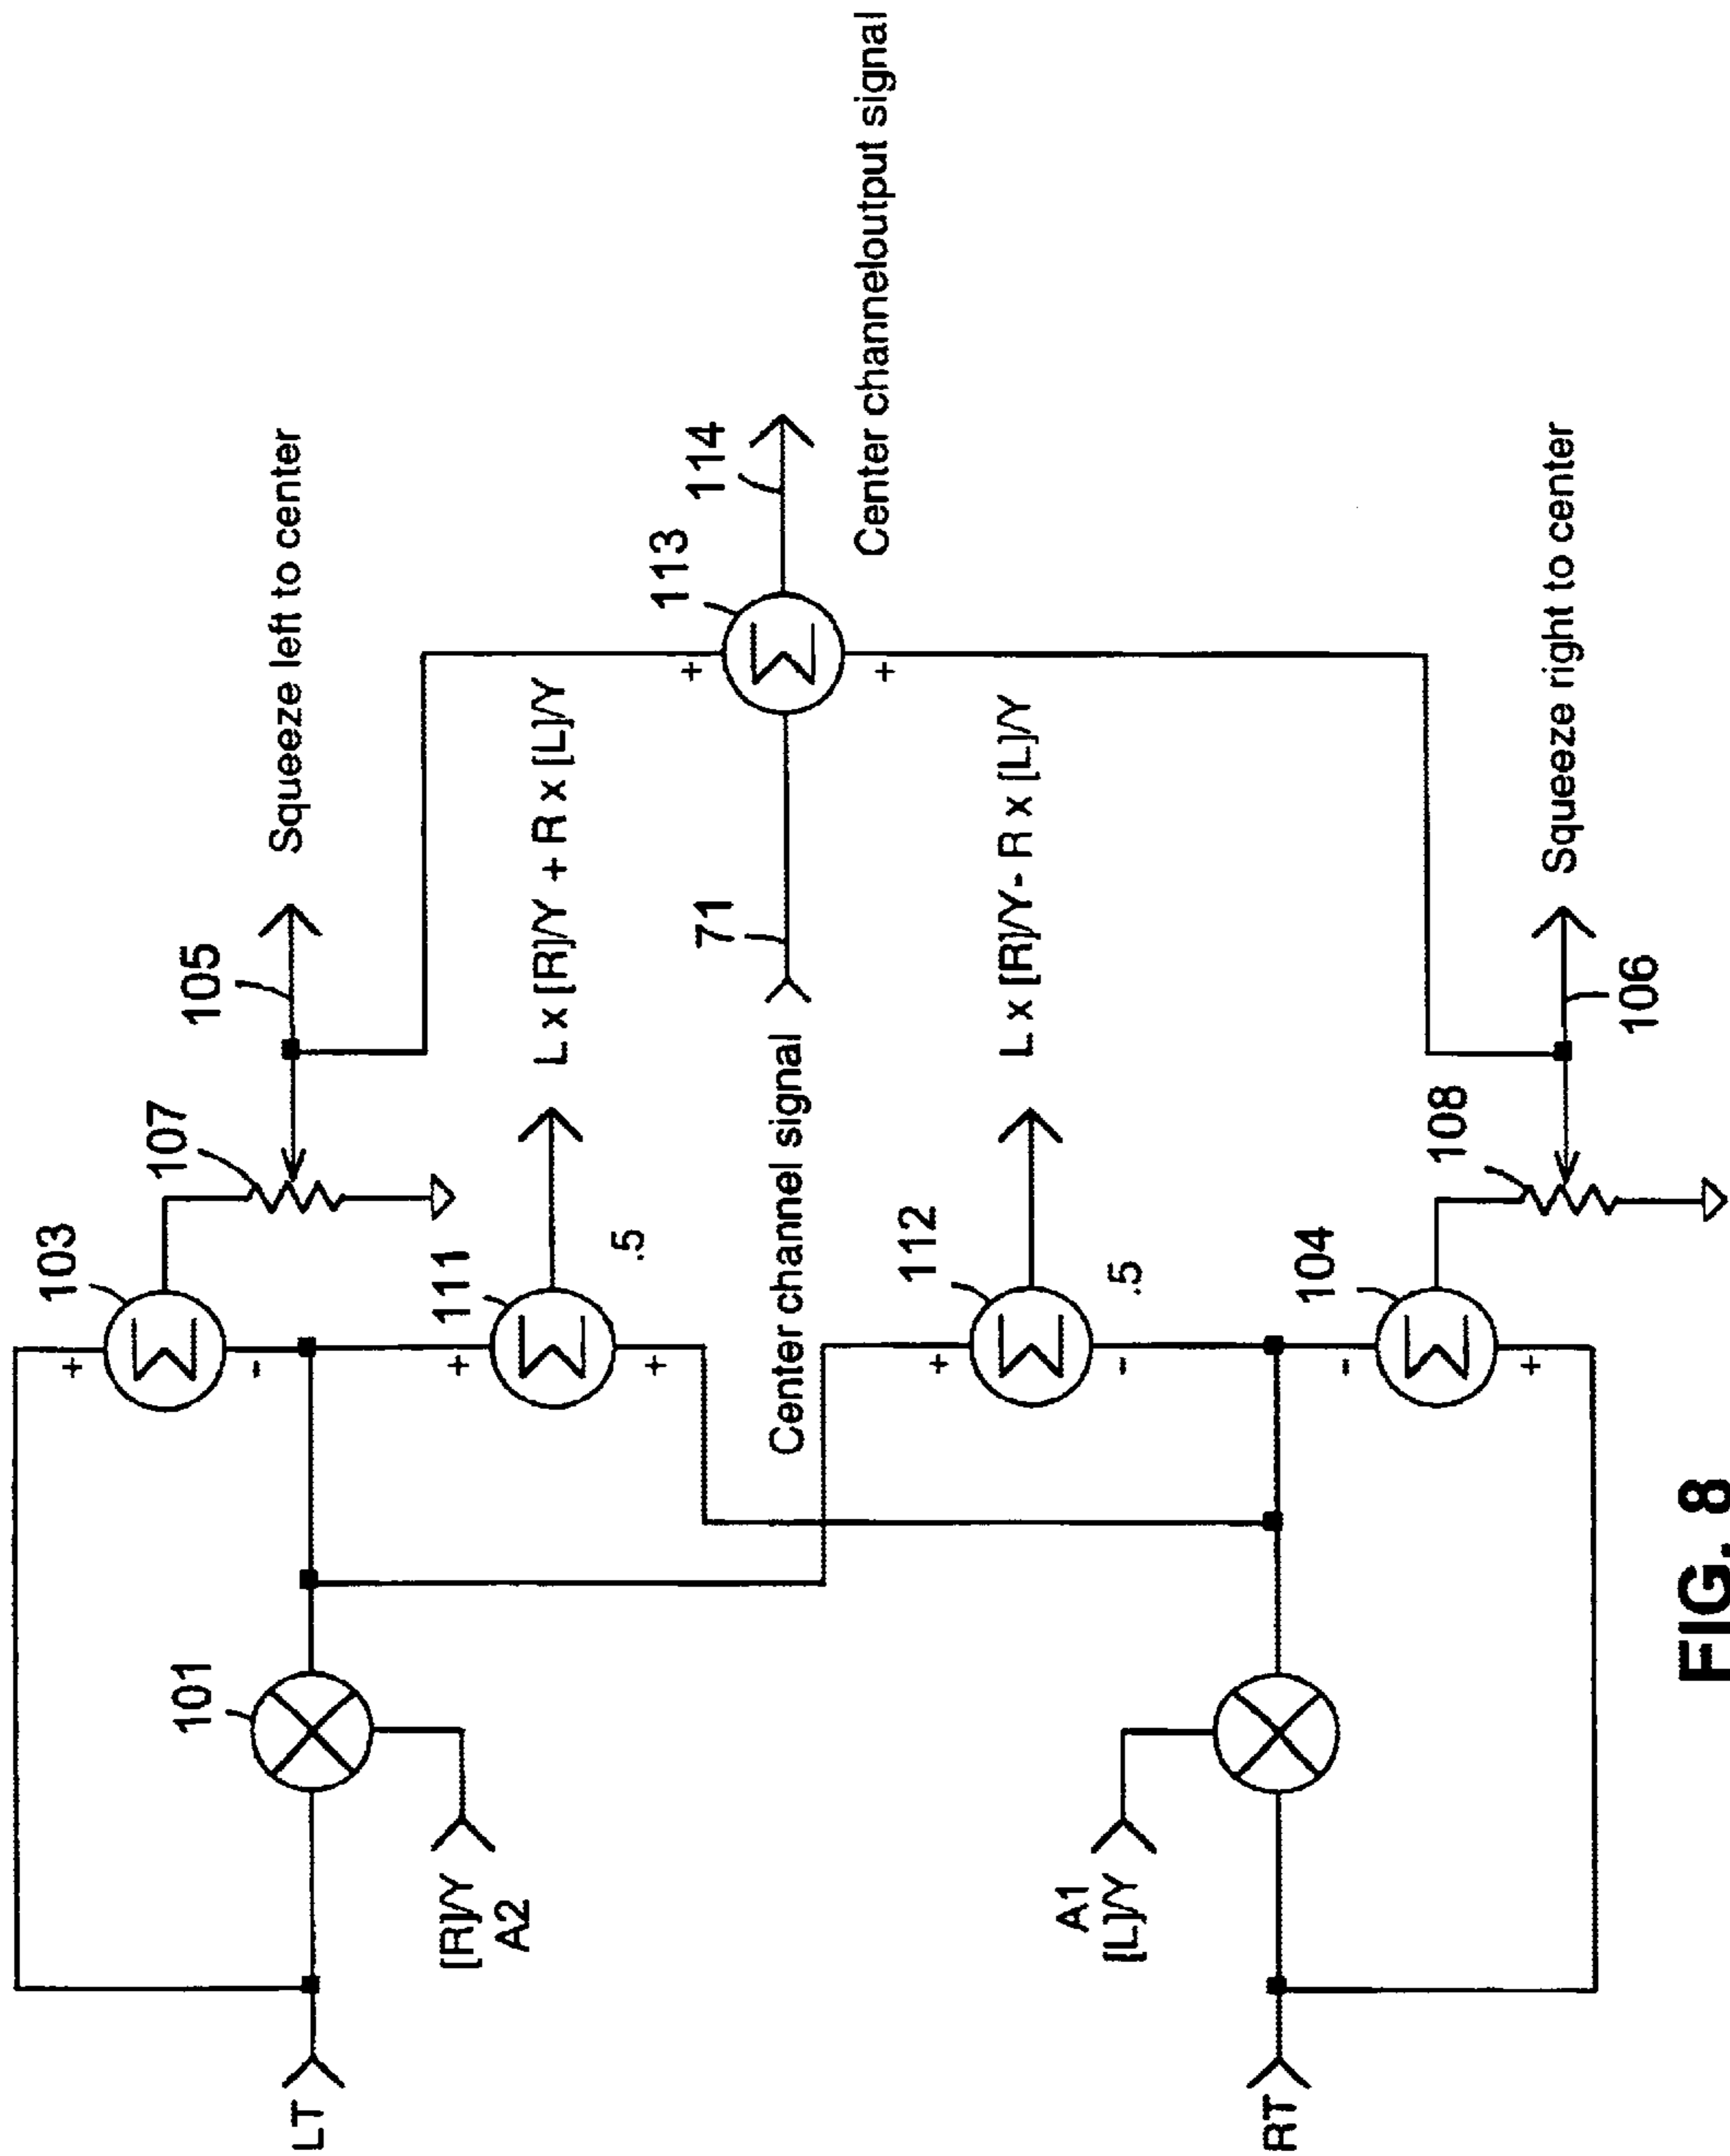 LT
101
[R]/Y
A2
103
+
-
107
105
Squeeze left to center
111
+
+
.5
L x [R]/Y + R x [L]/Y
Center channel signal
71
113
+
+
114
Center channeloutput signal
112
+
-
.5
L x [R]/Y- R x [L]/Y
RT
A1
[L]/Y
104
-
+
108
106
Squeeze right to center
FIG. 8